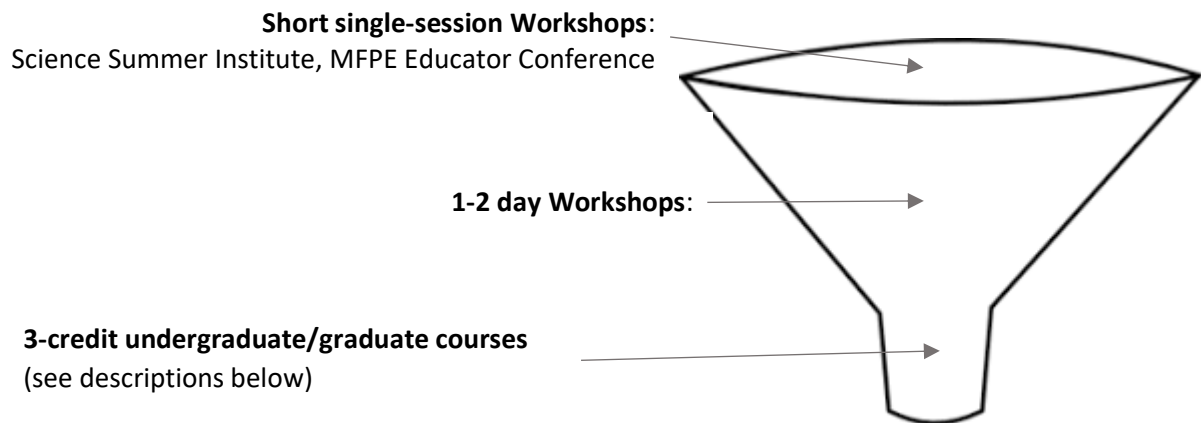 Short single-session Workshops:
Science Summer Institute, MFPE Educator Conference
1-2 day Workshops:
3-credit undergraduate/graduate courses
(see descriptions below)